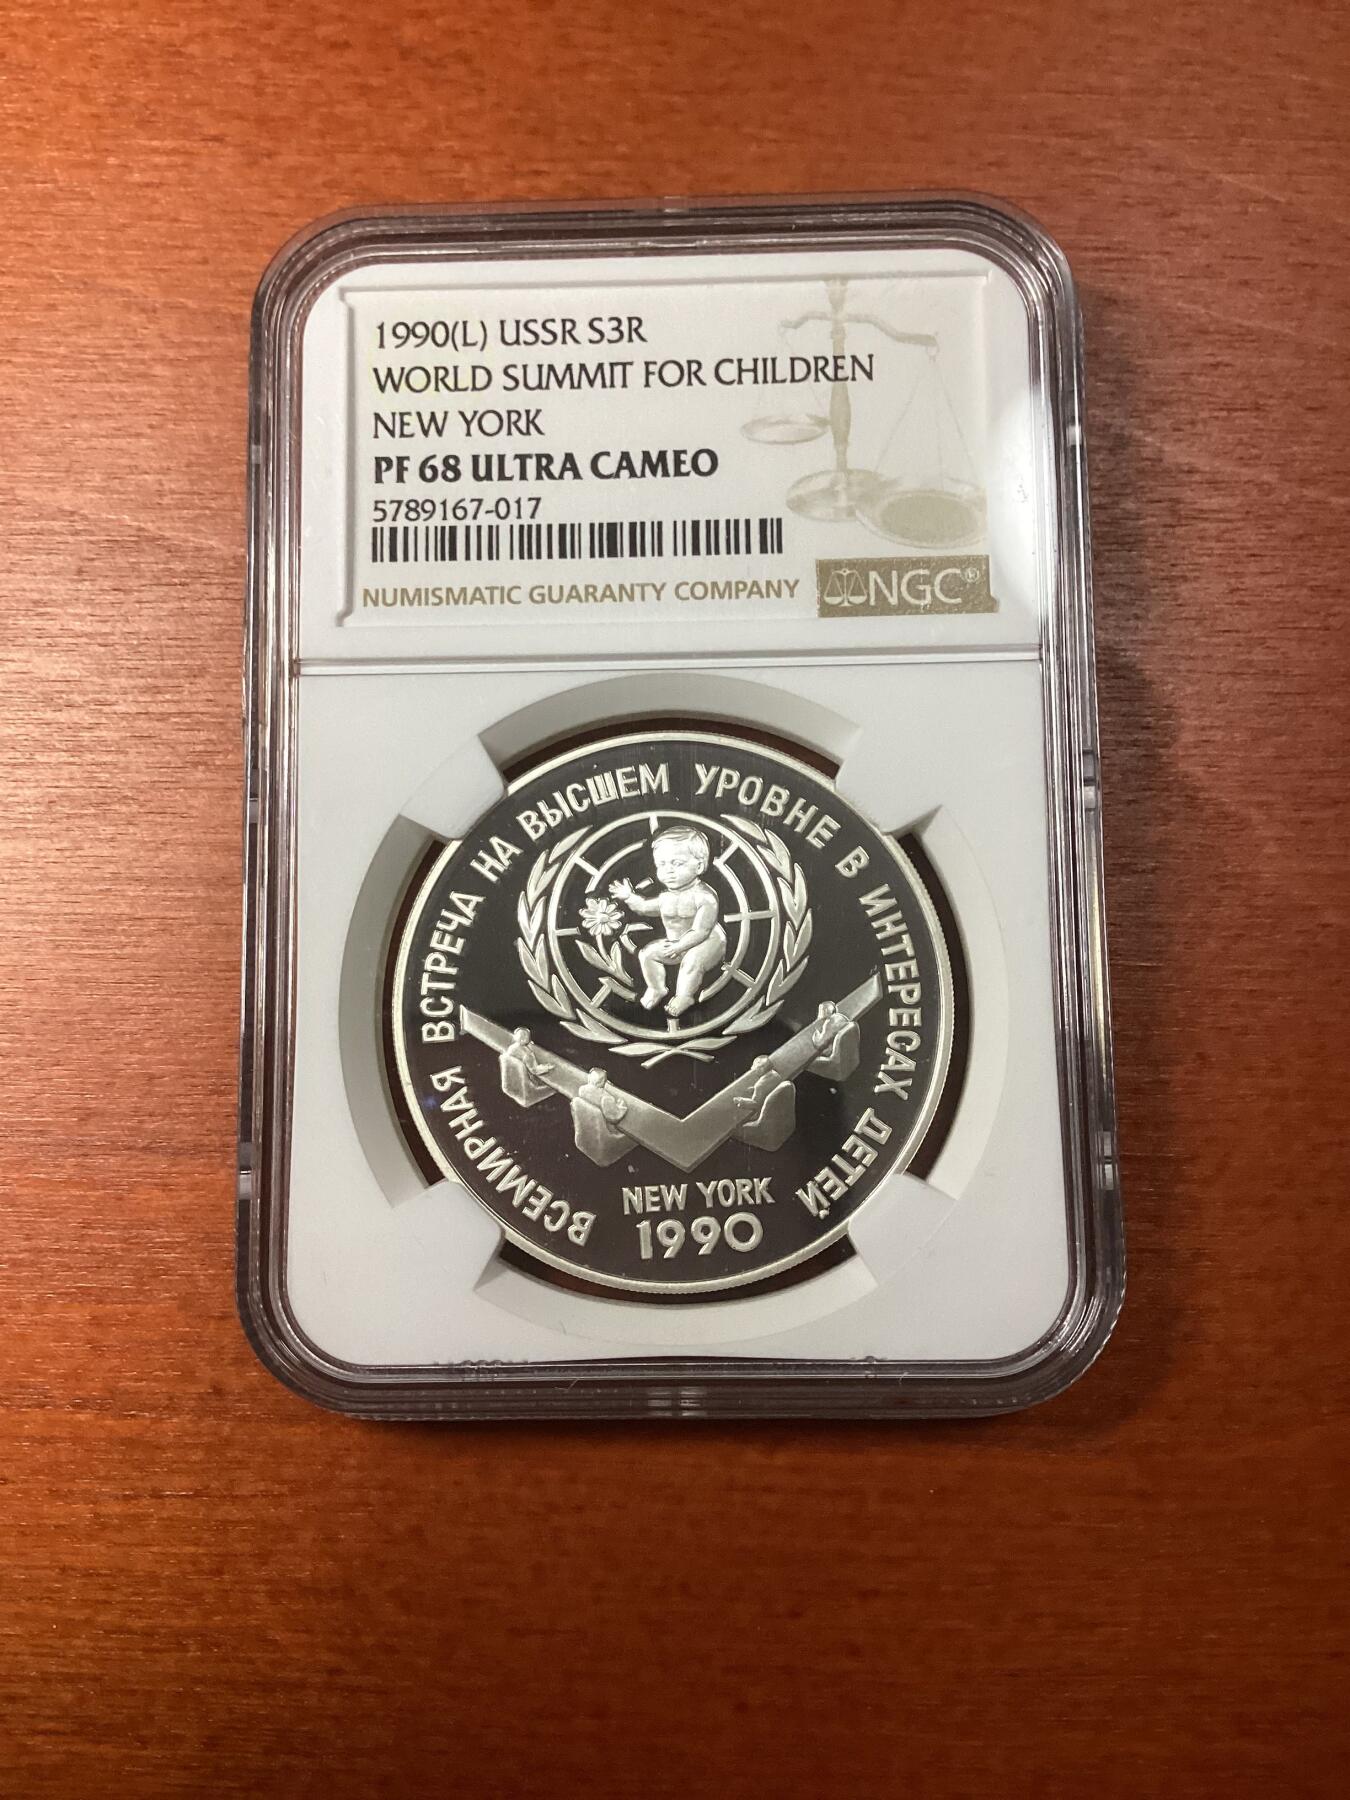 1990(L) USSR S3R
WORLD SUMMIT FOR CHILDREN
NEW YORK
PF 68 ULTRA CAMEO
5789167-017
NUMISMATIC GUARANTY COMPANY
NGC®
ВСЕМИРНАЯ ВСТРЕЧА НА ВЫСШЕМ УРОВНЕ В ИНТЕРЕСАХ ДЕТЕЙ
NEW YORK
1990